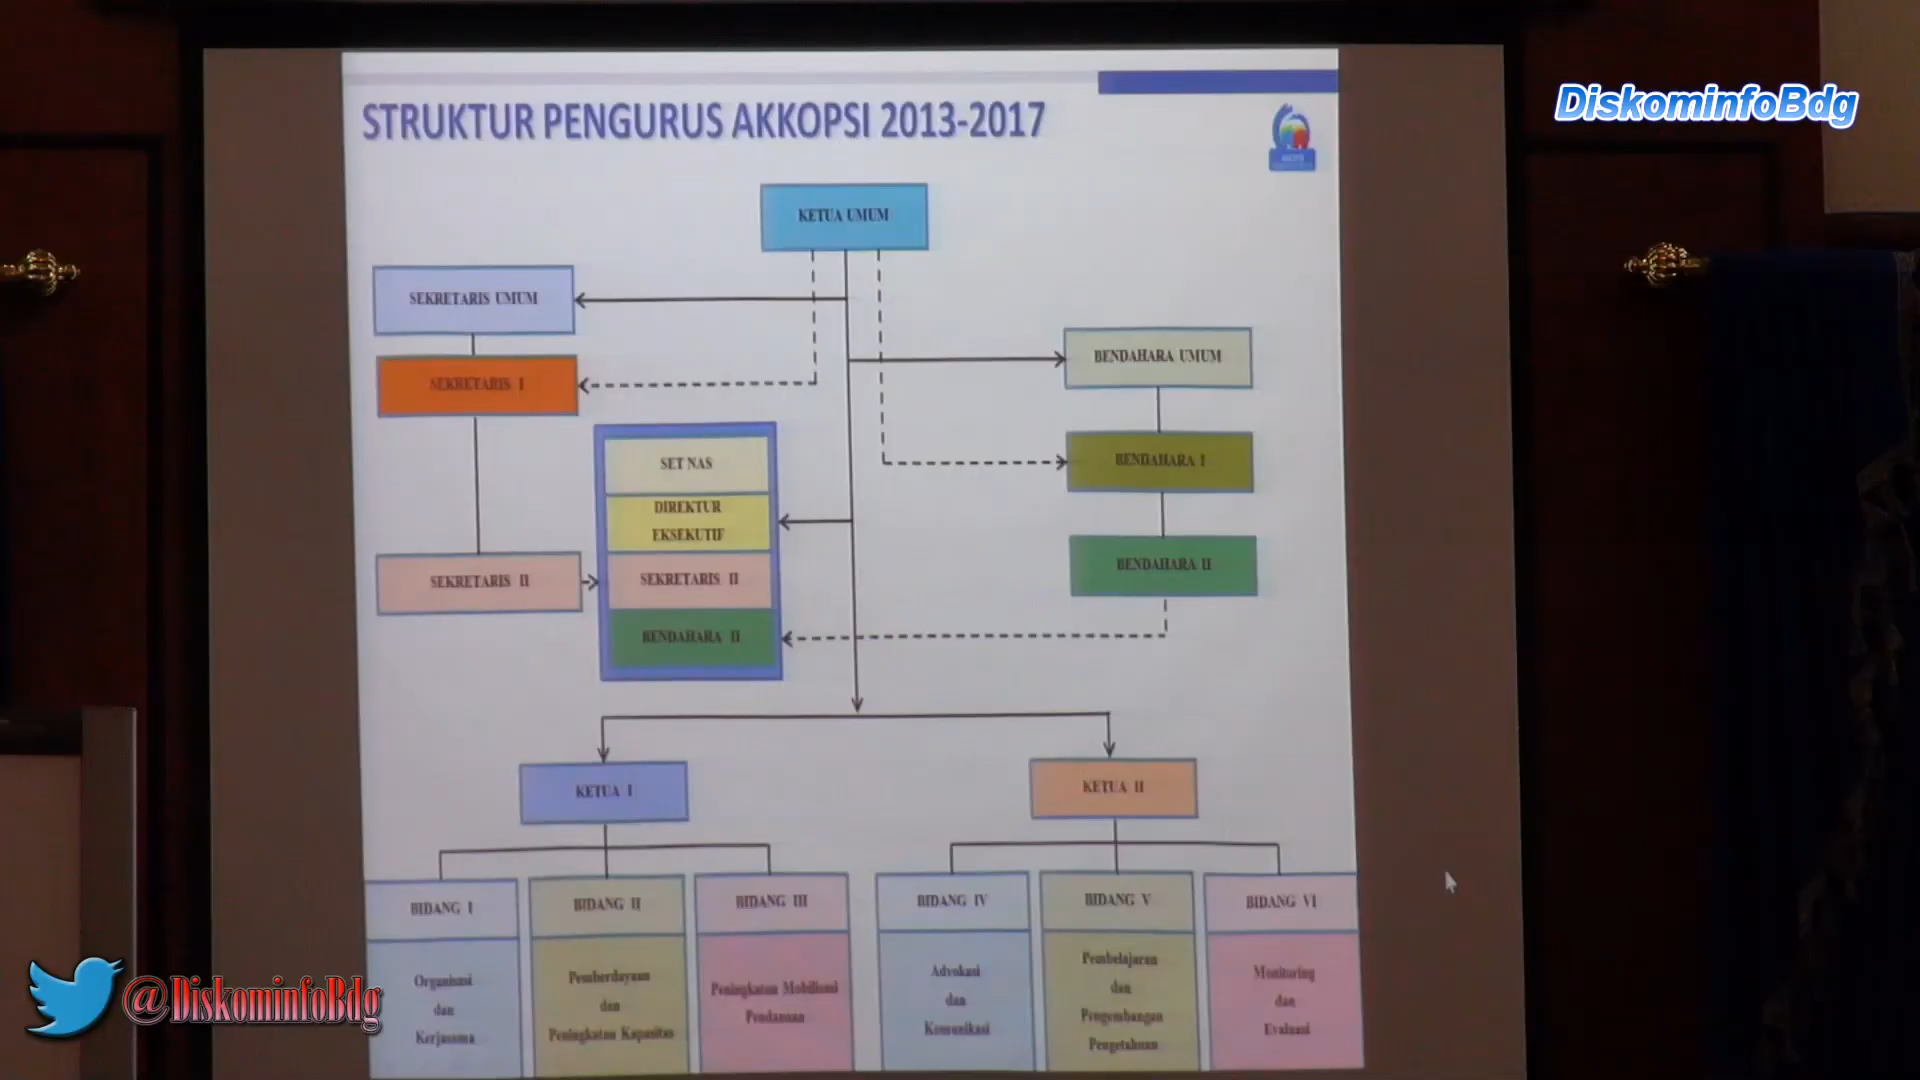 DiskominfoBdg
STRUKTUR PENGURUS AKKOPSI 2013-2017
KETUA UMUM
SEKRETARIS UMUM
BENDAHARA UMUM
SEKRETARIS I
BENDAHARA I
SET NAS
DIREKTUR
EKSEKUTIF
SEKRETARIS II
SEKRETARIS II
BENDAHARA II
BENDAHARA II
KETUA I
KETUA II
BIDANG I
Organisasi
dan
Kerjasama
BIDANG II
Pemberdayaan
dan
Peningkatan Kapasitas
BIDANG III
Peningkatan Mobilisasi
Pendanaan
BIDANG IV
Advokasi
dan
Komunikasi
BIDANG V
Pembelajaran
dan
Pengembangan
Pengetahuan
BIDANG VI
Monitoring
dan
Evaluasi
@DiskominfoBdg